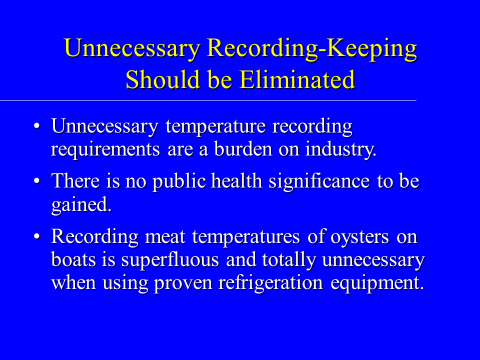 Unnecessary Recording-Keeping
Should be Eliminated
• Unnecessary temperature recording
requirements are a burden on industry.
• There is no public health significance to be
gained.
• Recording meat temperatures of oysters on
boats is superfluous and totally unnecessary
when using proven refrigeration equipment.